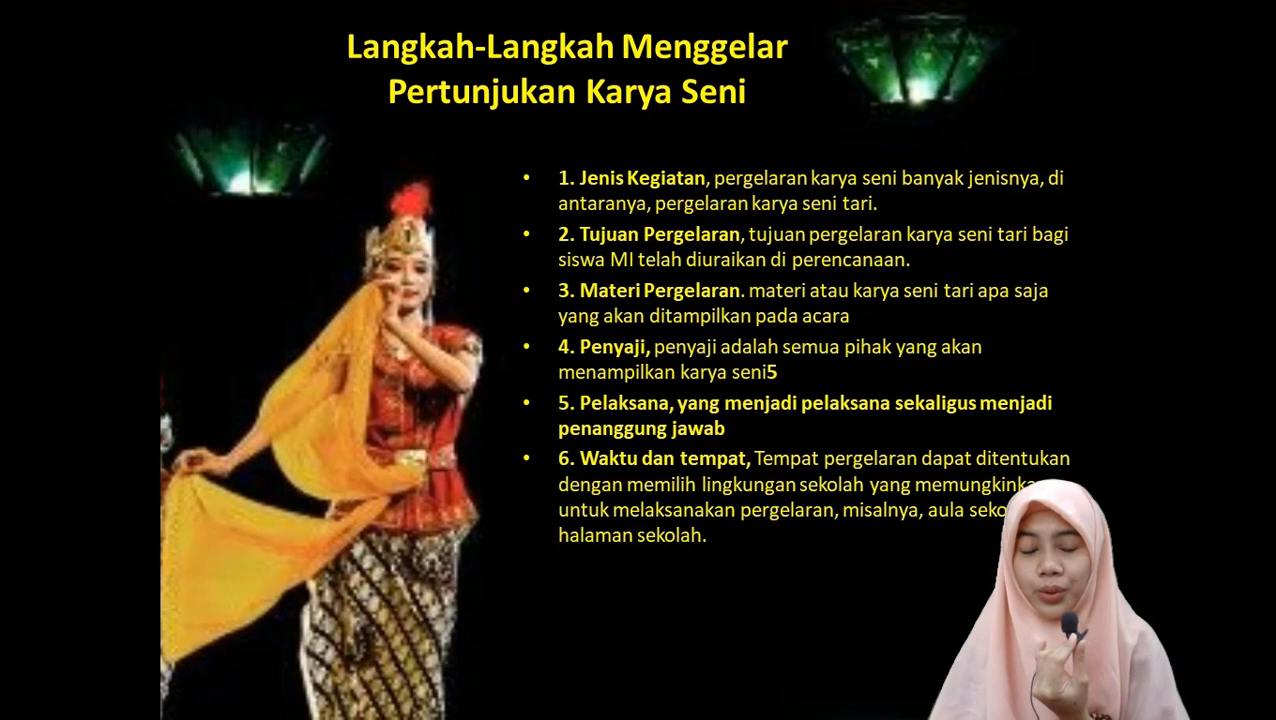 Langkah-Langkah Menggelar
Pertunjukan Karya Seni
• 1. Jenis Kegiatan, pergelaran karya seni banyak jenisnya, di
antaranya, pergelaran karya seni tari.
• 2. Tujuan Pergelaran, tujuan pergelaran karya seni tari bagi
siswa MI telah diuraikan di perencanaan.
• 3. Materi Pergelaran. materi atau karya seni tari apa saja
yang akan ditampilkan pada acara
• 4. Penyaji, penyaji adalah semua pihak yang akan
menampilkan karya seni5
• 5. Pelaksana, yang menjadi pelaksana sekaligus menjadi
penanggung jawab
• 6. Waktu dan tempat, Tempat pergelaran dapat ditentukan
dengan memilih lingkungan sekolah yang
untuk melaksanakan pergelaran, misalnya, aula
halaman sekolah.